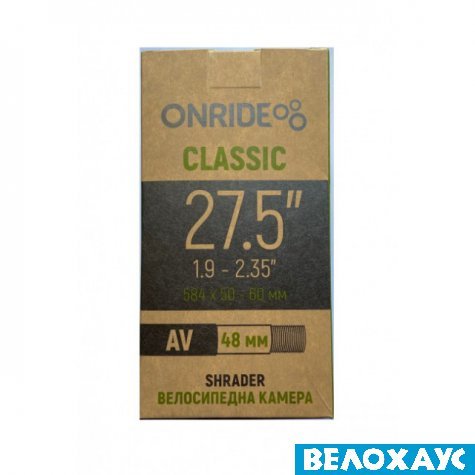 ONRIDE
CLASSIC
27.5"
1.9 - 2.35"
584 x 50 - 60 мм
AV 48 мм
SHRADER
ВЕЛОСИПЕДНА КАМЕРА
ВЕЛОХАУС